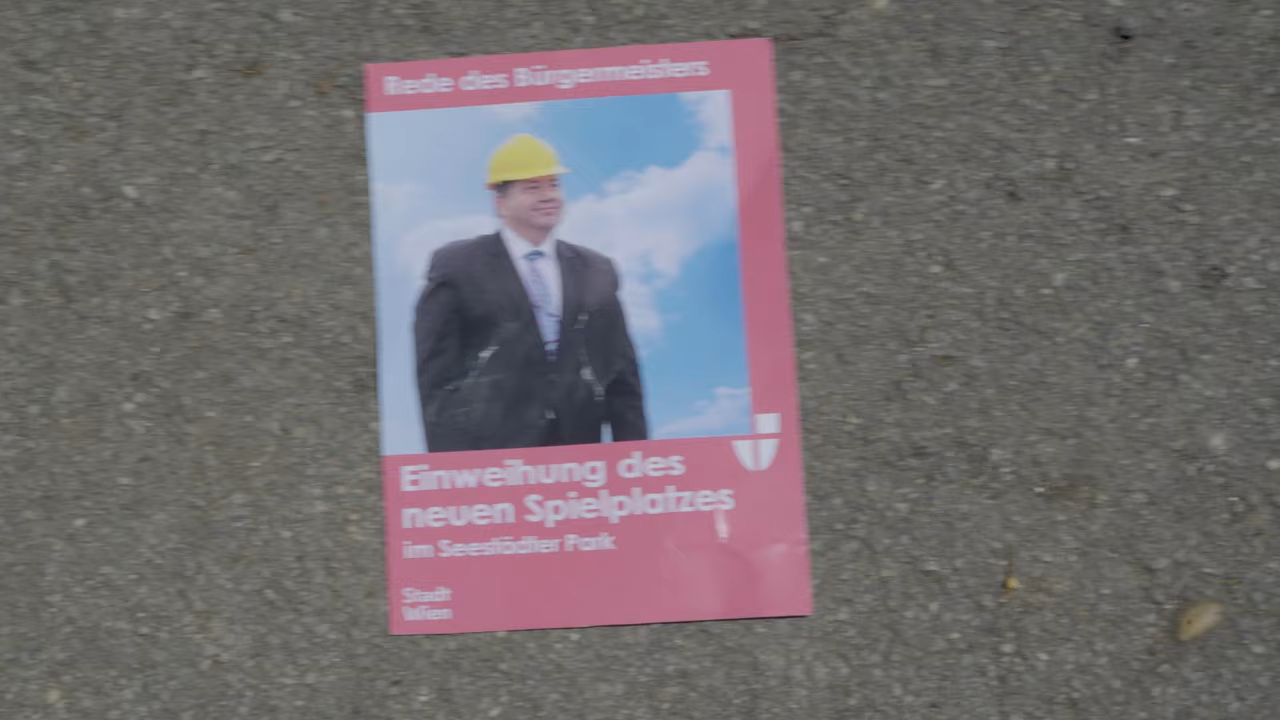 Rede des Bürgermeisters
Einweihung des
neuen Spielplatzes
im Seestädter Park
Stadt
Wien